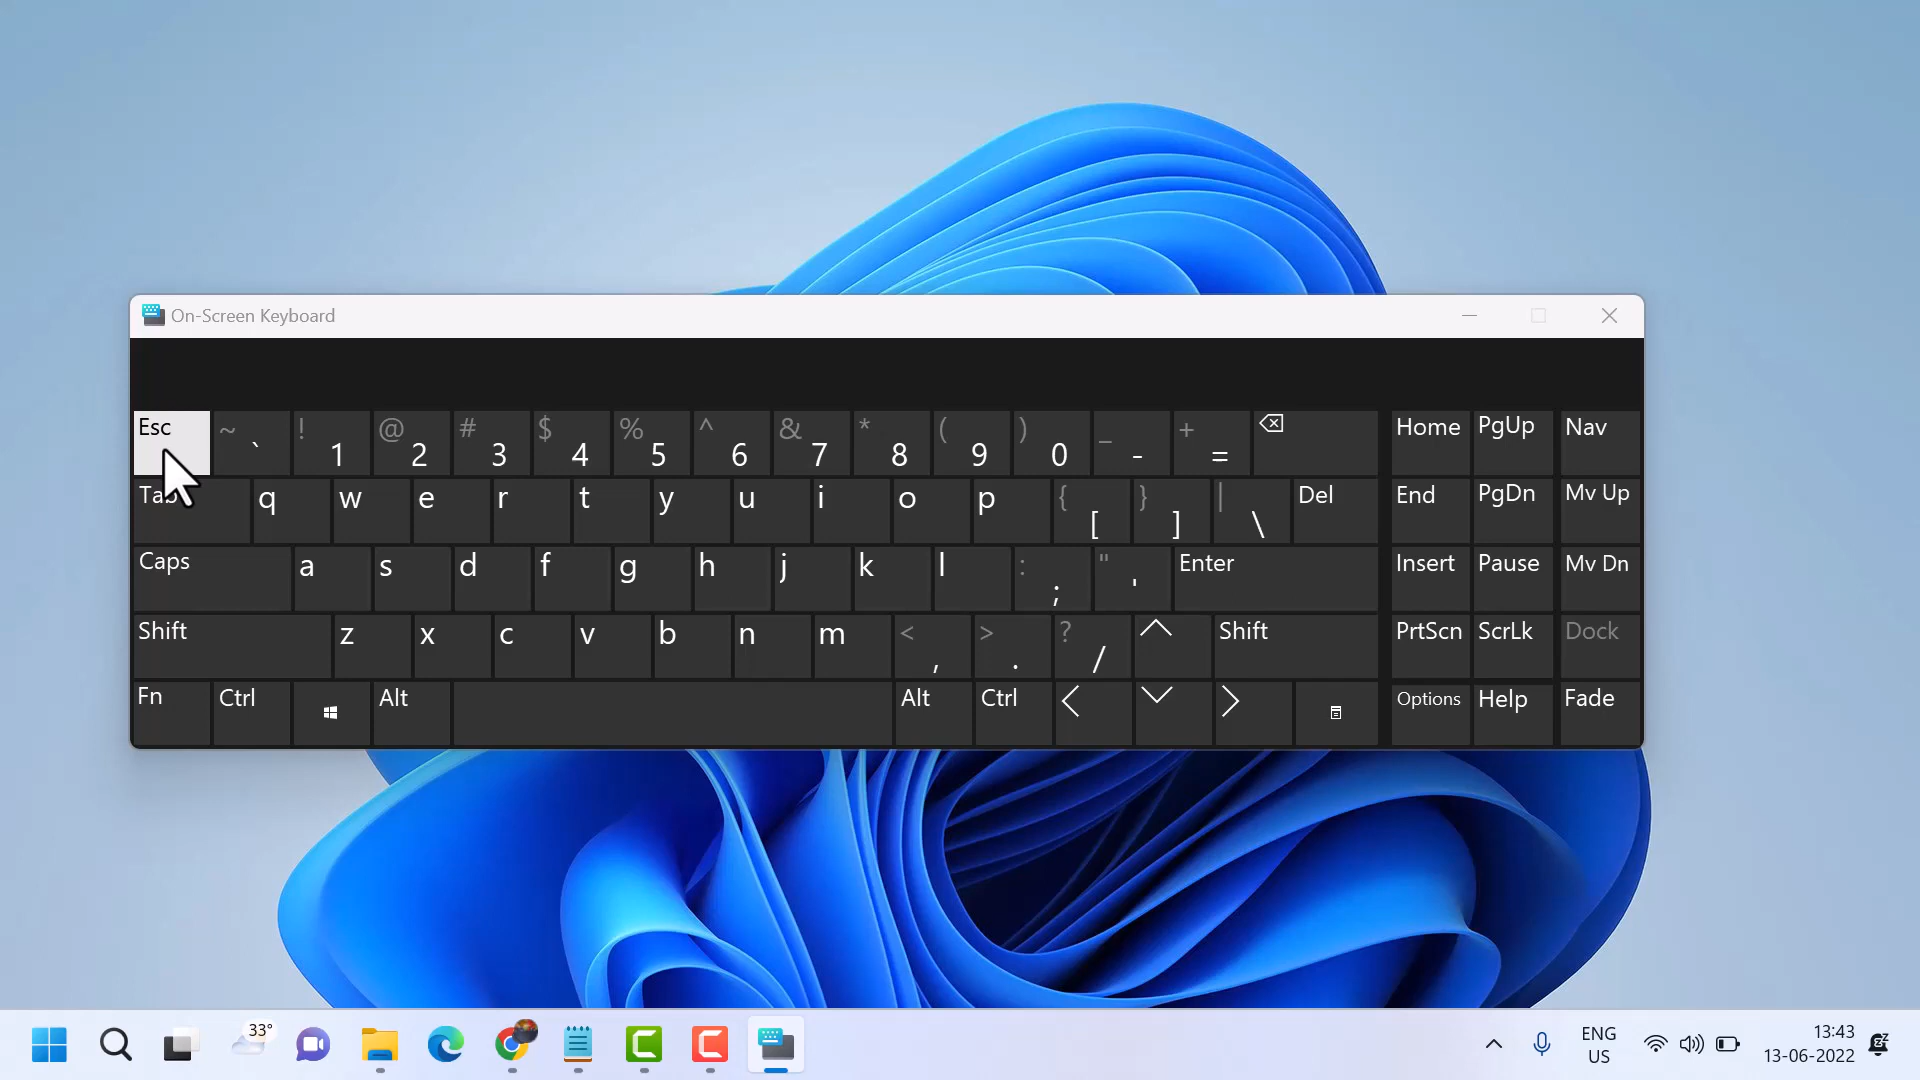 On-Screen Keyboard
Esc ~ ` ! 1 @ 2 # 3 $ 4 % 5 ^ 6 & 7 * 8 ( 9 ) 0 _ - + = Home PgUp Nav
Tab q w e r t y u i o p { [ } ] | \ Del End PgDn Mv Up
Caps a s d f g h j k l : ; " ' Enter Insert Pause Mv Dn
Shift z x c v b n m < , > . ? / Shift PrtScn ScrLk Dock
Fn Ctrl Alt Alt Ctrl Options Help Fade
33°
ENG
US
13:43
13-06-2022